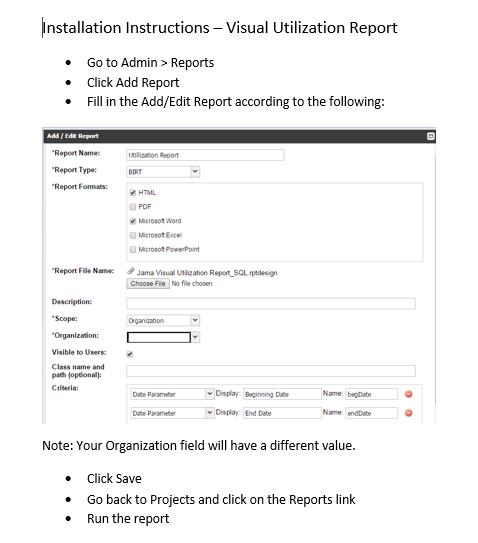 Installation Instructions – Visual Utilization Report
• Go to Admin > Reports
• Click Add Report
• Fill in the Add/Edit Report according to the following:
Add / Edit Report
*Report Name: Utilization Report
*Report Type: BIRT
*Report Formats:
HTML
PDF
Microsoft Word
Microsoft Excel
Microsoft PowerPoint
*Report File Name: Jama Visual Utilization Report_SQL.rptdesign
Choose File No file chosen
Description:
*Scope: Organization
*Organization:
Visible to Users:
Class name and
path (optional):
Criteria:
Date Parameter Display: Beginning Date Name: begDate
Date Parameter Display: End Date Name: endDate
Note: Your Organization field will have a different value.
• Click Save
• Go back to Projects and click on the Reports link
• Run the report